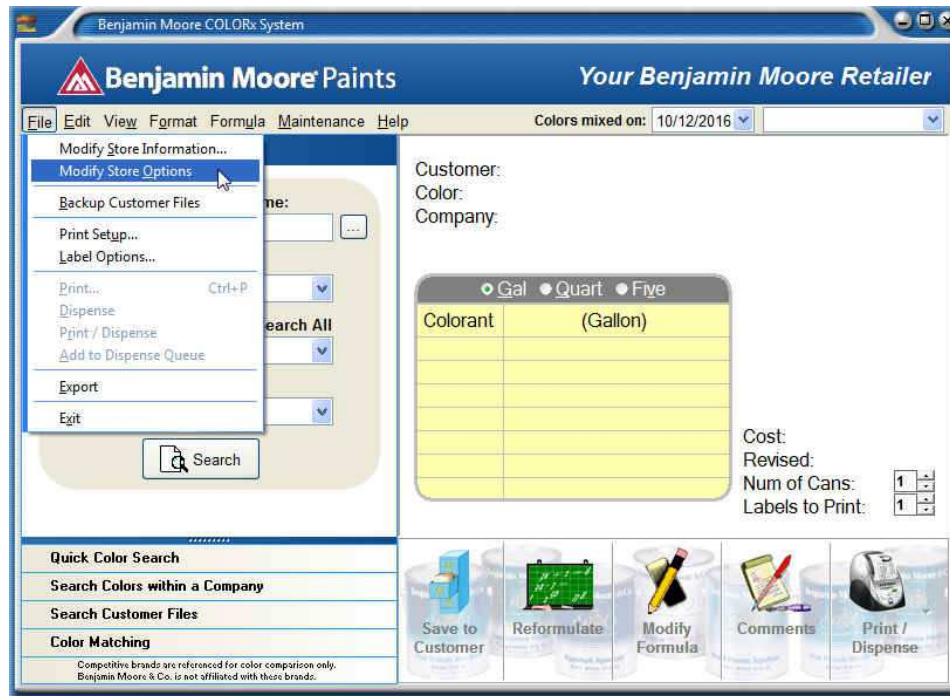 Benjamin Moore COLORx System
Benjamin Moore® Paints
Your Benjamin Moore Retailer
File Edit View Format Formula Maintenance Help
Colors mixed on: 10/12/2016
Modify Store Information...
Modify Store Options
Backup Customer Files
Print Setup...
Label Options...
Print... Ctrl+P
Dispense
Print / Dispense
Add to Dispense Queue
Export
Exit
me:
...
earch All
Search
Quick Color Search
Search Colors within a Company
Search Customer Files
Color Matching
Competitive brands are referenced for color comparison only.
Benjamin Moore & Co. is not affiliated with these brands.
Customer:
Color:
Company:
Gal Quart Five
Colorant (Gallon)
Cost:
Revised:
Num of Cans: 1
Labels to Print: 1
Save to
Customer
Reformulate
Modify
Formula
Comments
Print /
Dispense